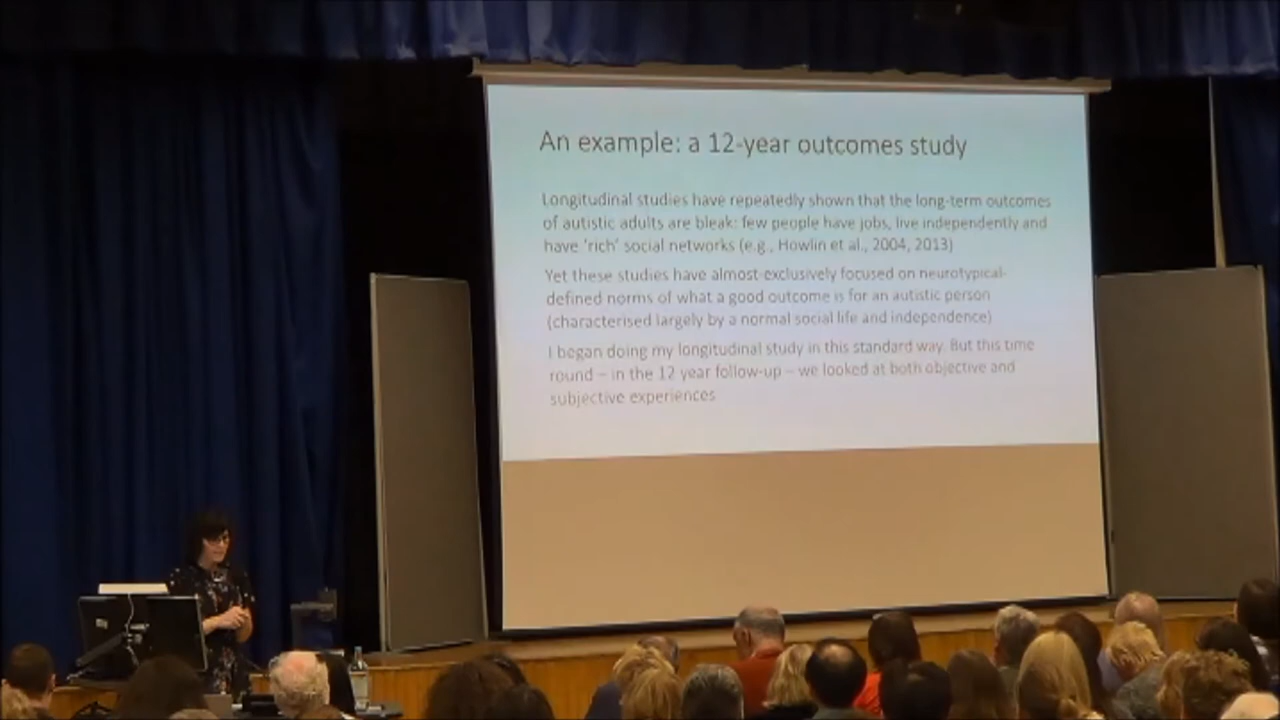 An example: a 12-year outcomes study
Longitudinal studies have repeatedly shown that the long-term outcomes
of autistic adults are bleak: few people have jobs, live independently and
have ‘rich’ social networks (e.g., Howlin et al., 2004, 2013)
Yet these studies have almost-exclusively focused on neurotypical-
defined norms of what a good outcome is for an autistic person
(characterised largely by a normal social life and independence)
I began doing my longitudinal study in this standard way. But this time
round – in the 12 year follow-up – we looked at both objective and
subjective experiences